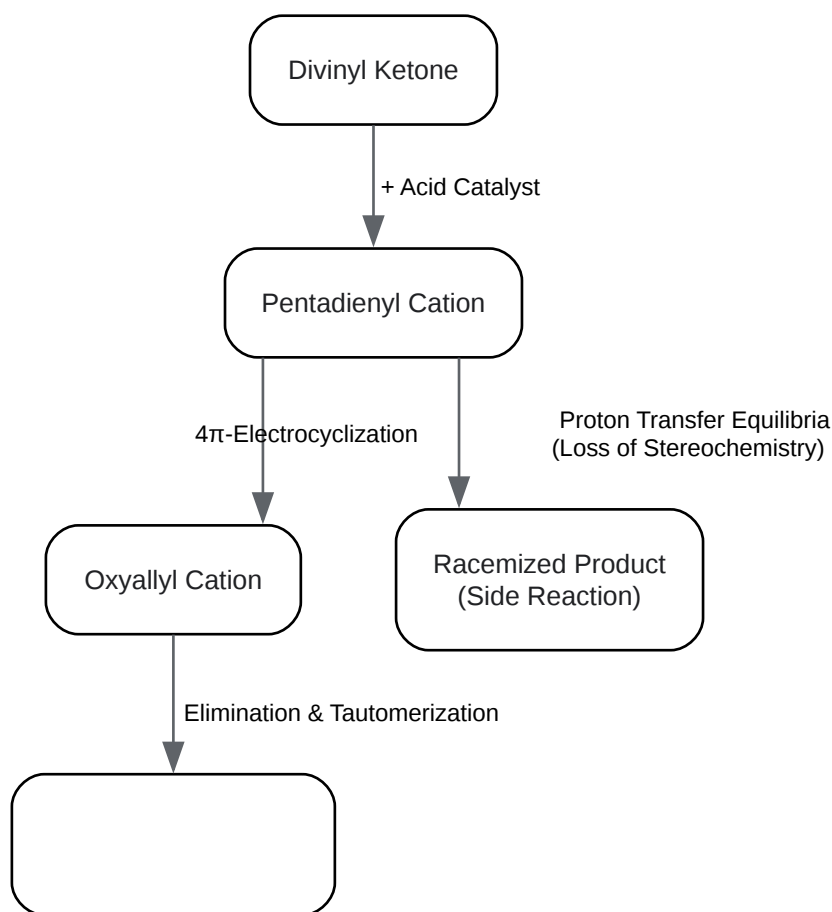 Divinyl Ketone
+ Acid Catalyst
Pentadienyl Cation
4π-Electrocyclization
Proton Transfer Equilibria
(Loss of Stereochemistry)
Oxyallyl Cation
Racemized Product
(Side Reaction)
Elimination & Tautomerization